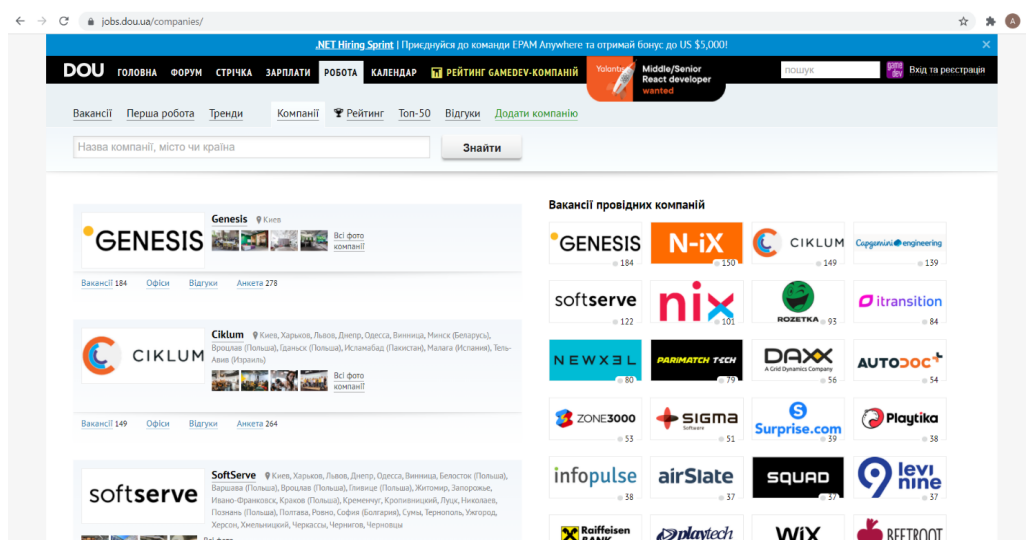 jobs.dou.ua/companies/
A
.NET Hiring Sprint | Приєднуйся до команди EPAM Anywhere та отримай бонус до US $5,000!
DOU ГОЛОВНА ФОРУМ СТРІЧКА ЗАРПЛАТИ РОБОТА КАЛЕНДАР РЕЙТИНГ GAMEDEV-КОМПАНІЙ
Yalantis
Middle/Senior
React developer
wanted
пошук
game
dev
Вхід та реєстрація
Вакансії Перша робота Тренди Компанії Рейтинг Топ-50 Відгуки Додати компанію
Назва компанії, місто чи країна
Знайти
GENESIS
Genesis Киев
Всі фото
компанії
Вакансії 184 Офіси Відгуки Анкета 278
CIKLUM
Ciklum Киев, Харьков, Львов, Днепр, Одесса, Винница, Минск (Беларусь),
Вроцлав (Польша), Гданьск (Польша), Исламабад (Пакистан), Малага (Испания), Тель-
Авив (Израиль)
Всі фото
компанії
Вакансії 149 Офіси Відгуки Анкета 264
softserve
SoftServe Киев, Харьков, Львов, Днепр, Одесса, Винница, Белосток (Польша),
Варшава (Польша), Вроцлав (Польша), Гливице (Польша), Житомир, Запорожье,
Ивано-Франковск, Краков (Польша), Кременчуг, Кропивницкий, Луцк, Николаев,
Познань (Польша), Полтава, Ровно, София (Болгария), Сумы, Тернополь, Ужгород,
Херсон, Хмельницкий, Черкассы, Чернигов, Черновцы
Всі фото
Вакансії провідних компаній
GENESIS N-iX CIKLUM Capgemini engineering
184 150 149 139
softserve nix ROZETKA itransition
122 101 93 84
NEWXEL PARIMATCH TECH DAXX A Grid Dynamics Company AUTODOC
80 79 56 54
ZONE3000 SIGMA Software Surprise.com Playtika
53 51 39 38
infopulse airSlate SQUAD levi nine
38 37 37 37
Raiffeisen BANK playtech WiX BEETROOT